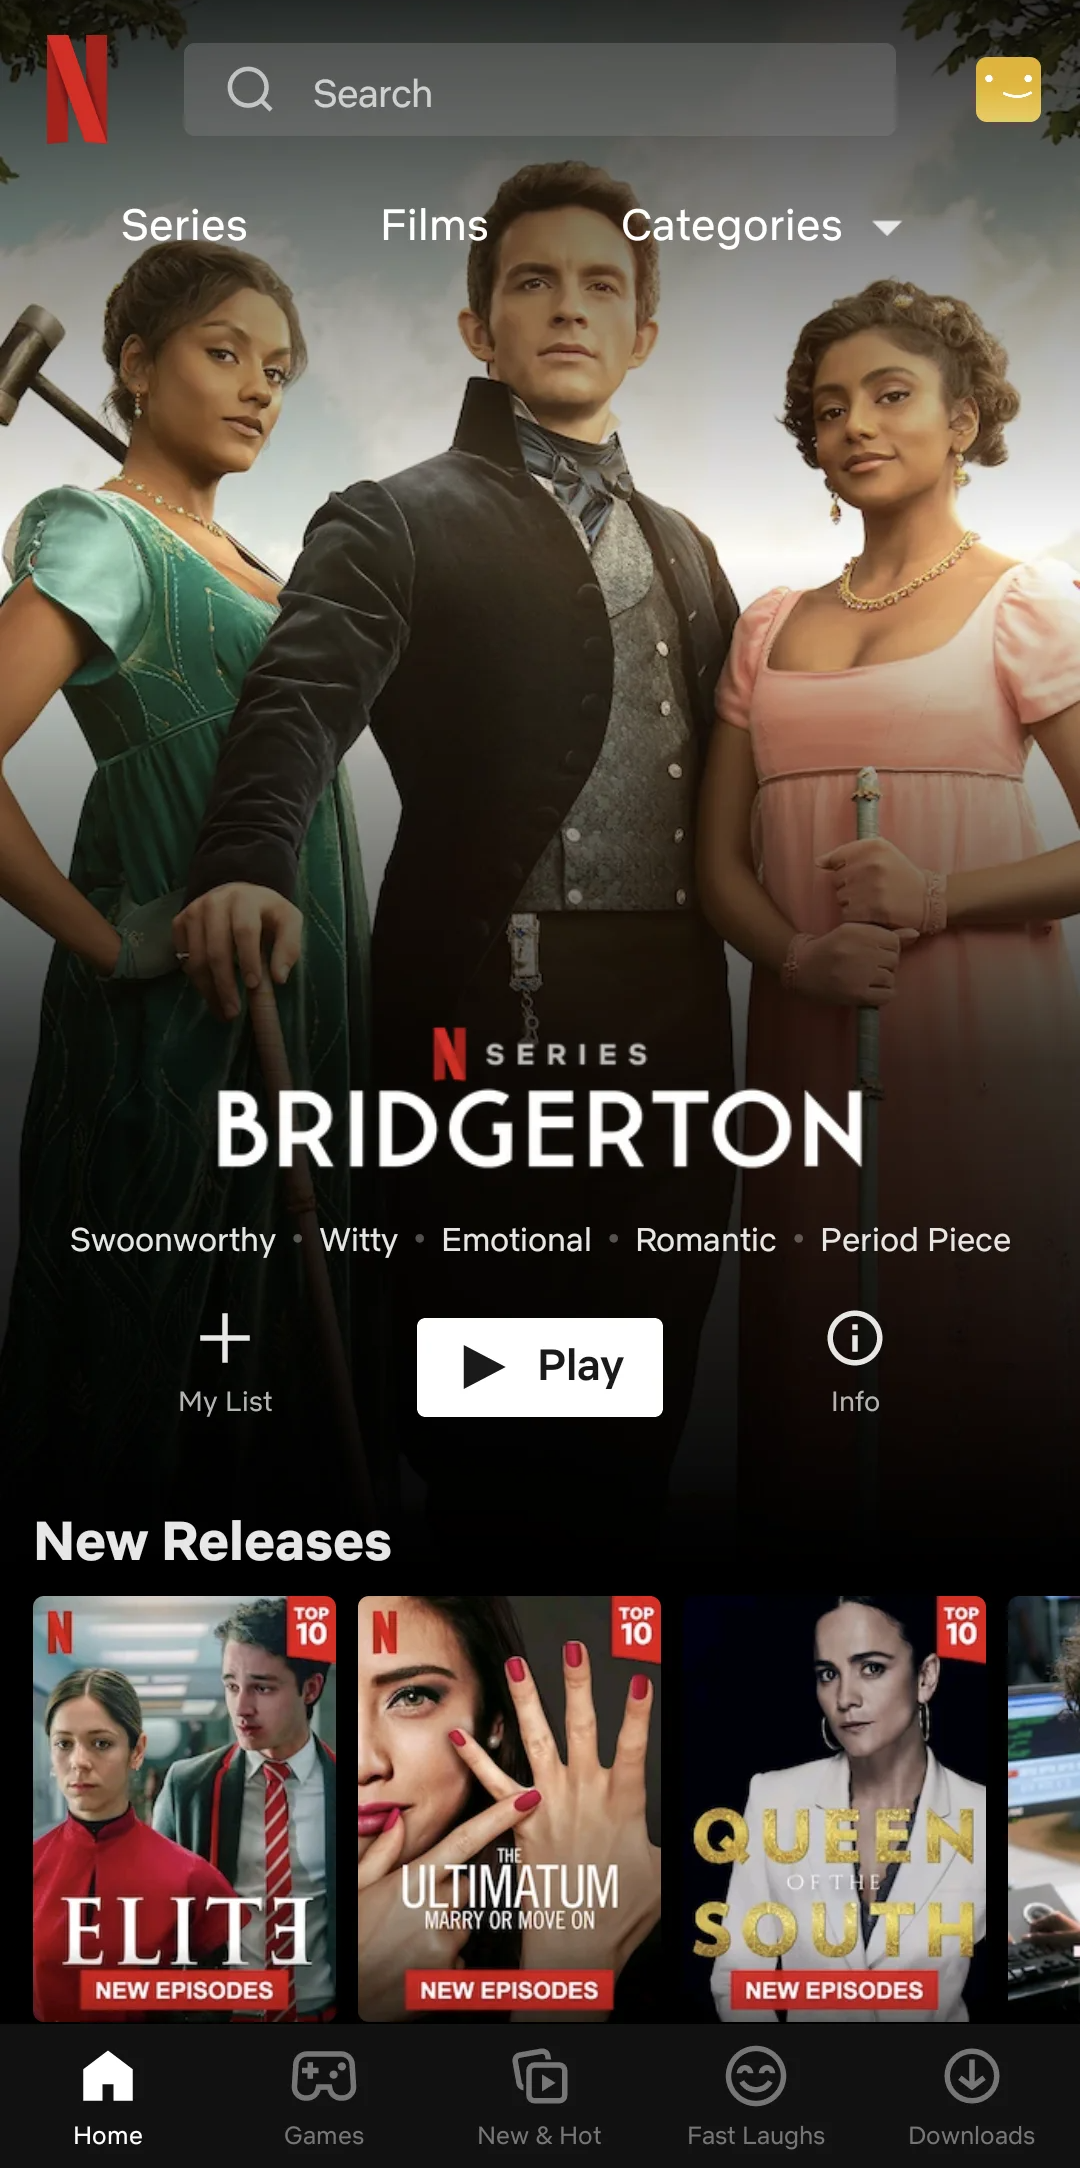 Search
Series Films Categories
N SERIES
BRIDGERTON
Swoonworthy • Witty • Emotional • Romantic • Period Piece
My List Play Info
New Releases
N TOP 10
ELITE
NEW EPISODES
N TOP 10
THE
ULTIMATUM
MARRY OR MOVE ON
NEW EPISODES
TOP 10
QUEEN
OF THE
SOUTH
NEW EPISODES
Home Games New & Hot Fast Laughs Downloads